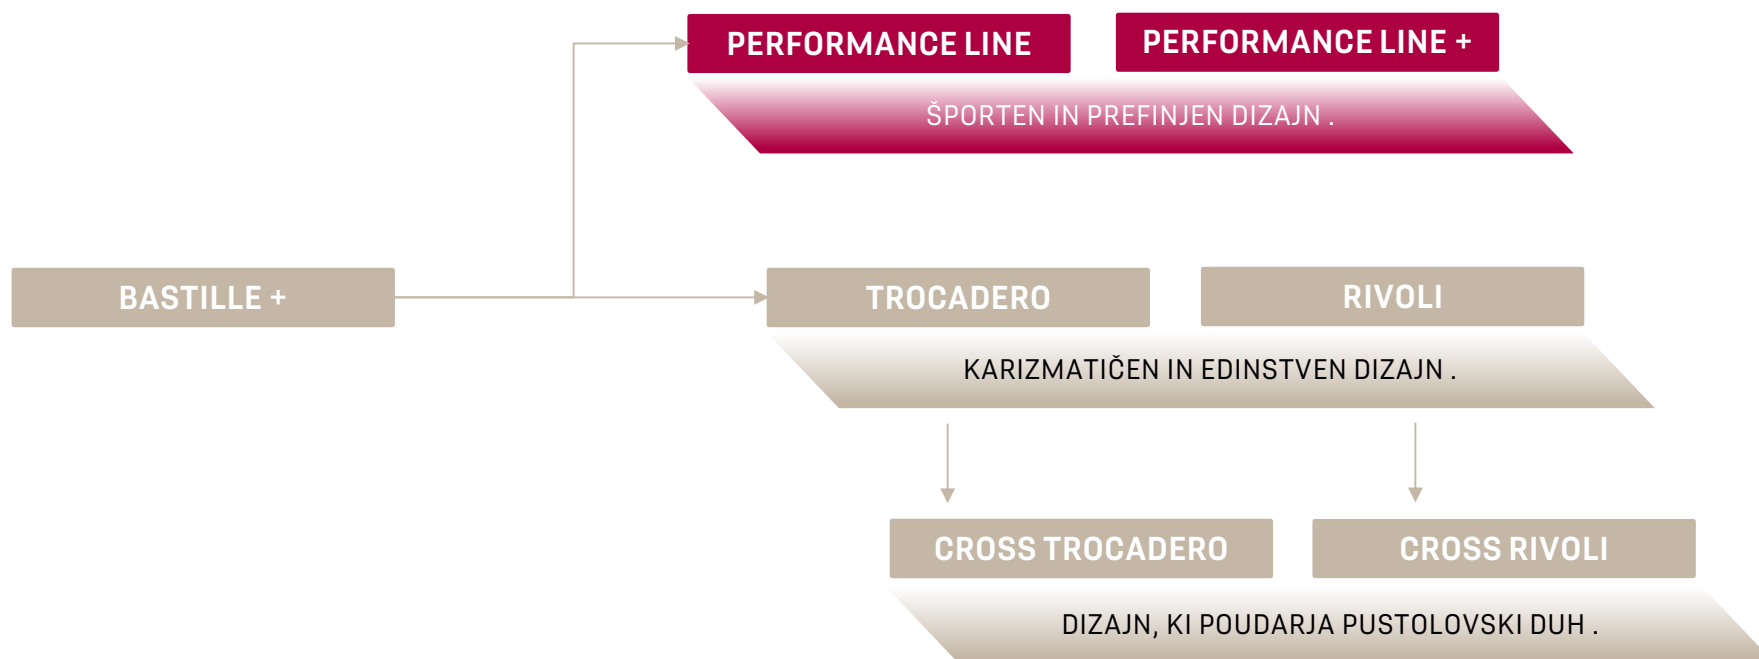 PERFORMANCE LINE
PERFORMANCE LINE +
ŠPORTEN IN PREFINJEN DIZAJN .
BASTILLE +
TROCADERO
RIVOLI
KARIZMATIČEN IN EDINSTVEN DIZAJN .
CROSS TROCADERO
CROSS RIVOLI
DIZAJN, KI POUDARJA PUSTOLOVSKI DUH .